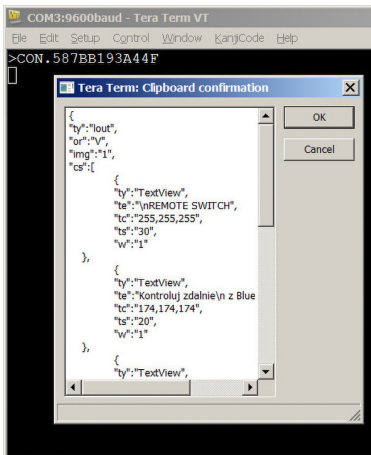 COM3:9600baud - Tera Term VT
File Edit Setup Control Window KanjiCode Help
>CON.587BB193A44F
Tera Term: Clipboard confirmation
{
"ty":"lout",
"or":"V",
"img":"1",
"cs":[
{
"ty":"TextView",
"te":"\nREMOTE SWITCH",
"tc":"255,255,255",
"ts":"30",
"w":"1"
},
{
"ty":"TextView",
"te":"Kontroluj zdalnie\n z Blue
"tc":"174,174,174",
"ts":"20",
"w":"1"
},
{
"ty":"TextView",
OK
Cancel